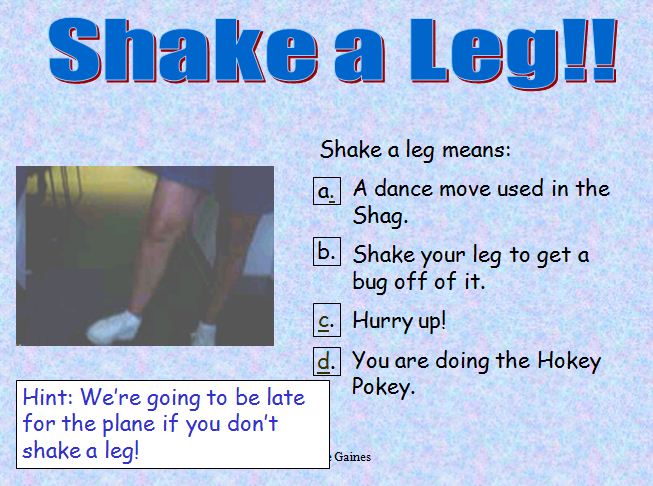 Shake a Leg!!
Shake a leg means:
a. A dance move used in the
Shag.
b. Shake your leg to get a
bug off of it.
c. Hurry up!
d. You are doing the Hokey
Pokey.
Hint: We're going to be late
for the plane if you don't
shake a leg!
Gaines